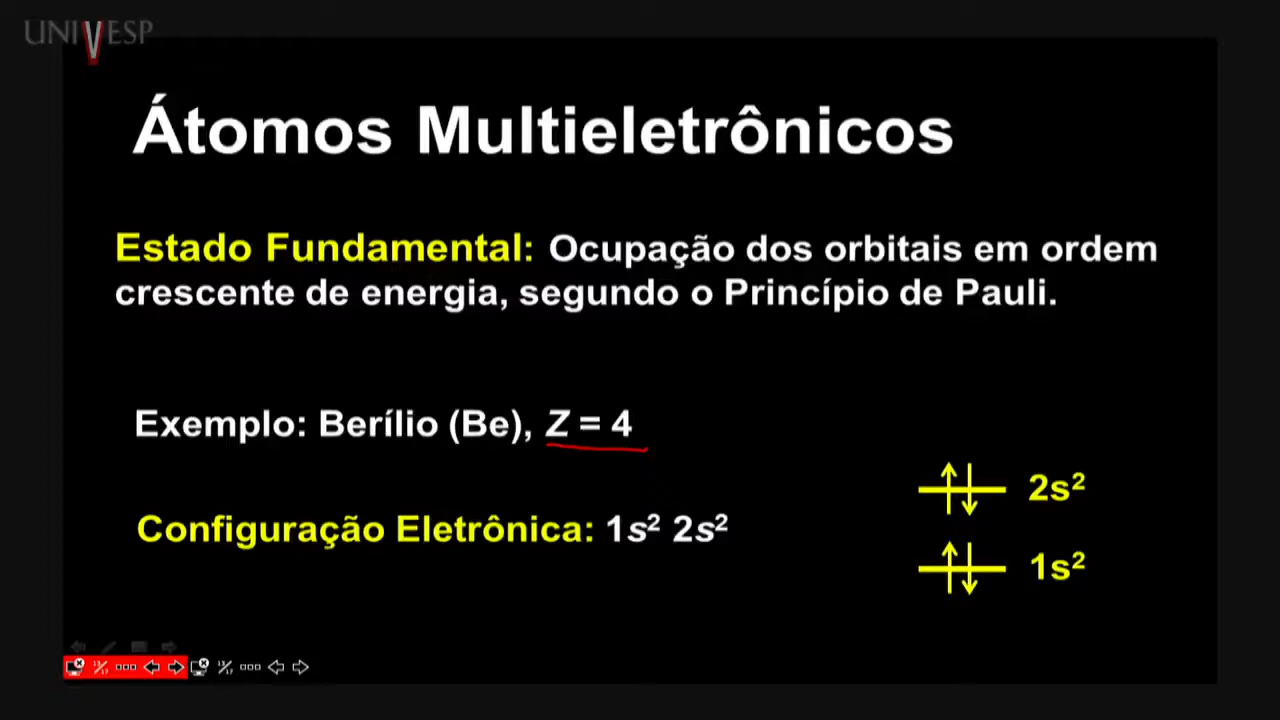 UNIVESP
Átomos Multieletrônicos
Estado Fundamental: Ocupação dos orbitais em ordem
crescente de energia, segundo o Princípio de Pauli.
Exemplo: Berílio (Be), Z = 4
Configuração Eletrônica: 1s² 2s²
2s²
1s²